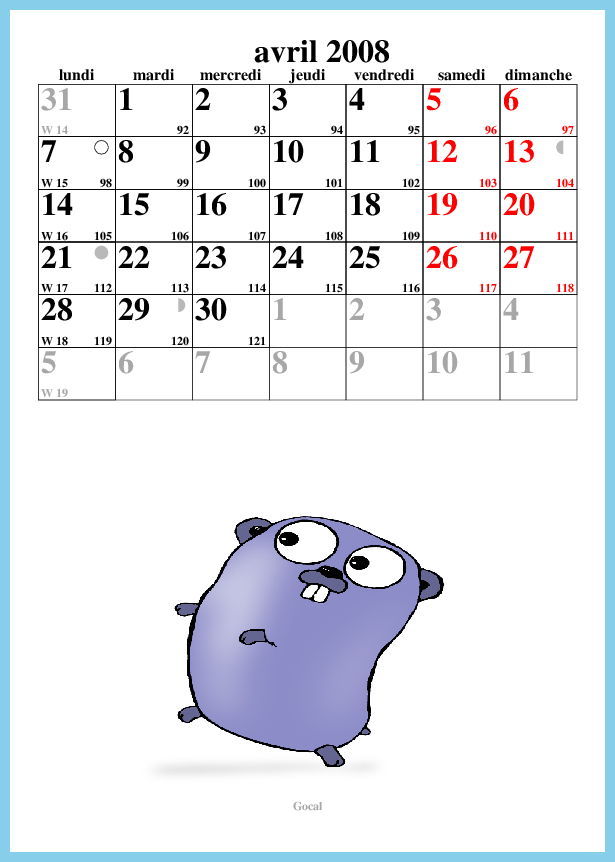 avril 2008
lundi mardi mercredi jeudi vendredi samedi dimanche
31 1 2 3 4 5 6
W 14 92 93 94 95 96 97
7 8 9 10 11 12 13
W 15 98 99 100 101 102 103 104
14 15 16 17 18 19 20
W 16 105 106 107 108 109 110 111
21 22 23 24 25 26 27
W 17 112 113 114 115 116 117 118
28 29 30 1 2 3 4
W 18 119 120 121
5 6 7 8 9 10 11
W 19
Gocal